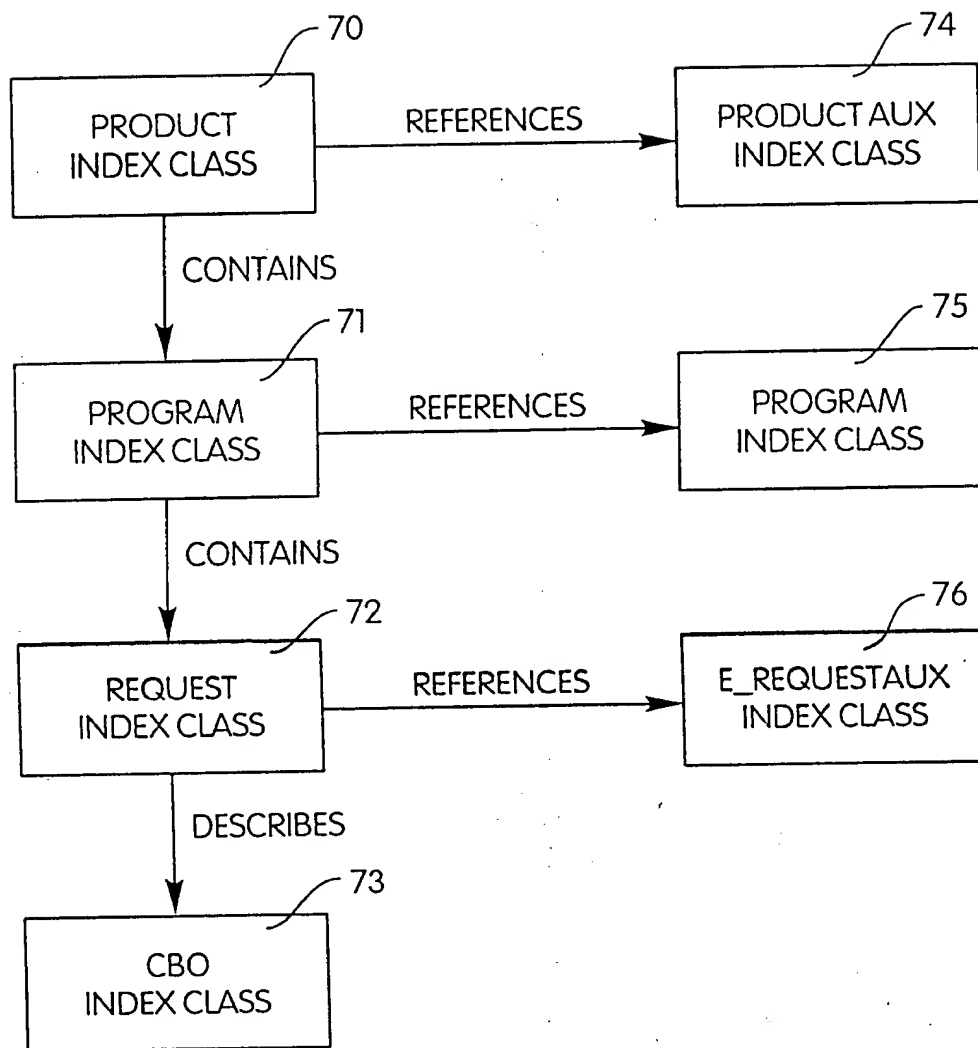 70
74
PRODUCT
INDEX CLASS
REFERENCES
PRODUCT AUX
INDEX CLASS
CONTAINS
71
75
PROGRAM
INDEX CLASS
REFERENCES
PROGRAM
INDEX CLASS
CONTAINS
72
76
REQUEST
INDEX CLASS
REFERENCES
E_REQUESTAUX
INDEX CLASS
DESCRIBES
73
CBO
INDEX CLASS